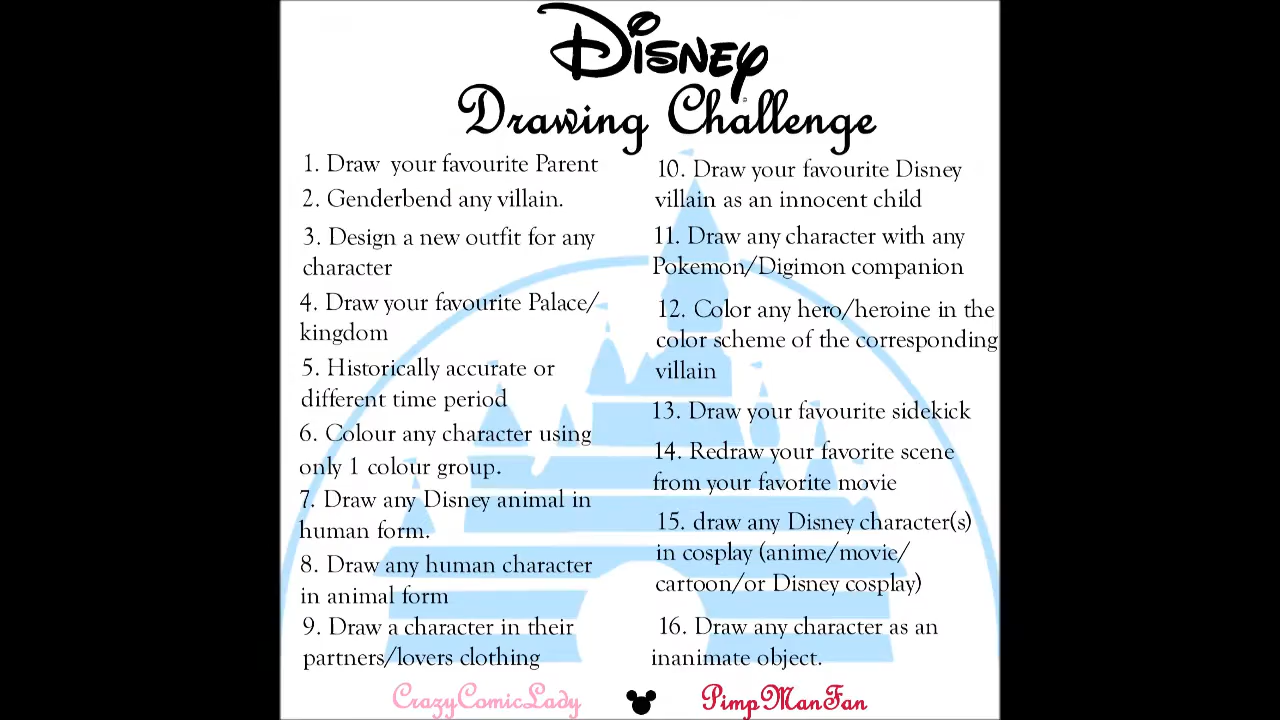 Disney
Drawing Challenge
1. Draw your favourite Parent
2. Genderbend any villain.
3. Design a new outfit for any
character
4. Draw your favourite Palace/
kingdom
5. Historically accurate or
different time period
6. Colour any character using
only 1 colour group.
7. Draw any Disney animal in
human form.
8. Draw any human character
in animal form
9. Draw a character in their
partners/lovers clothing
10. Draw your favourite Disney
villain as an innocent child
11. Draw any character with any
Pokemon/Digimon companion
12. Color any hero/heroine in the
color scheme of the corresponding
villain
13. Draw your favourite sidekick
14. Redraw your favorite scene
from your favorite movie
15. draw any Disney character(s)
in cosplay (anime/movie/
cartoon/or Disney cosplay)
16. Draw any character as an
inanimate object.
CrazyComicLady
PimpManFan